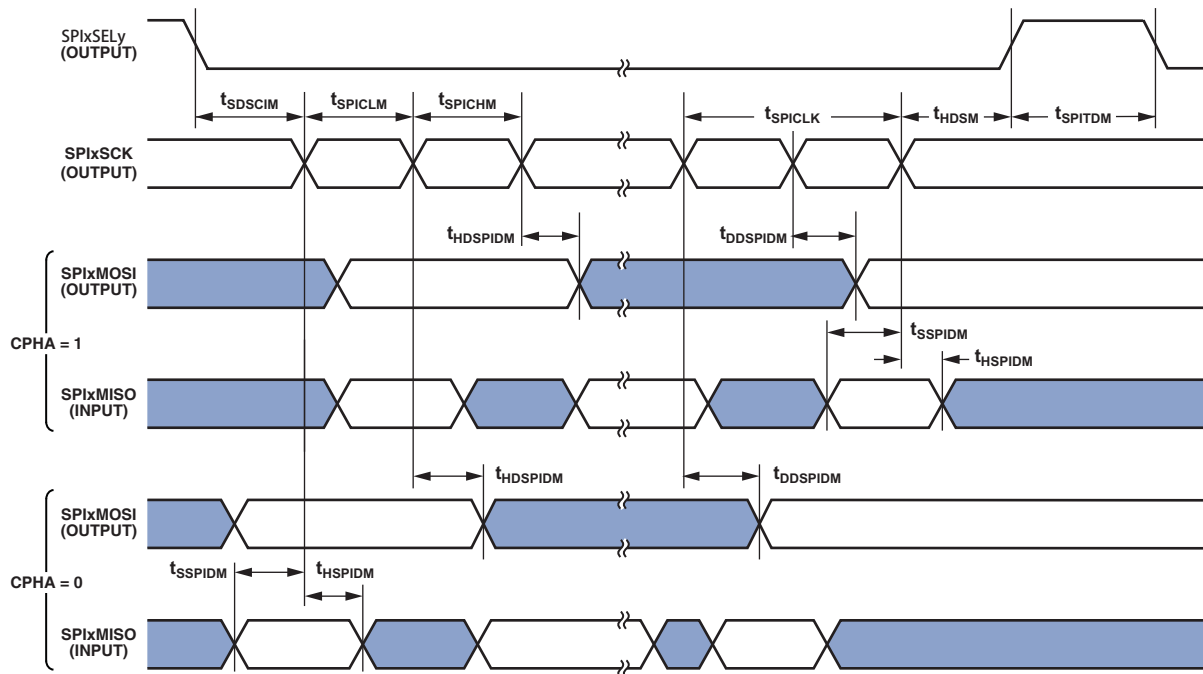 SPIxSELy
(OUTPUT)
tSDSCIM
tSPICLM
tSPICHM
tSPICLK
tHDSM
tSPITDM
SPIxSCK
(OUTPUT)
tHDSPIDM
tDDSPIDM
SPIxMOSI
(OUTPUT)
CPHA = 1
tSSPIDM
tHSPIDM
SPIxMISO
(INPUT)
tHDSPIDM
tDDSPIDM
SPIxMOSI
(OUTPUT)
CPHA = 0
tSSPIDM
tHSPIDM
SPIxMISO
(INPUT)